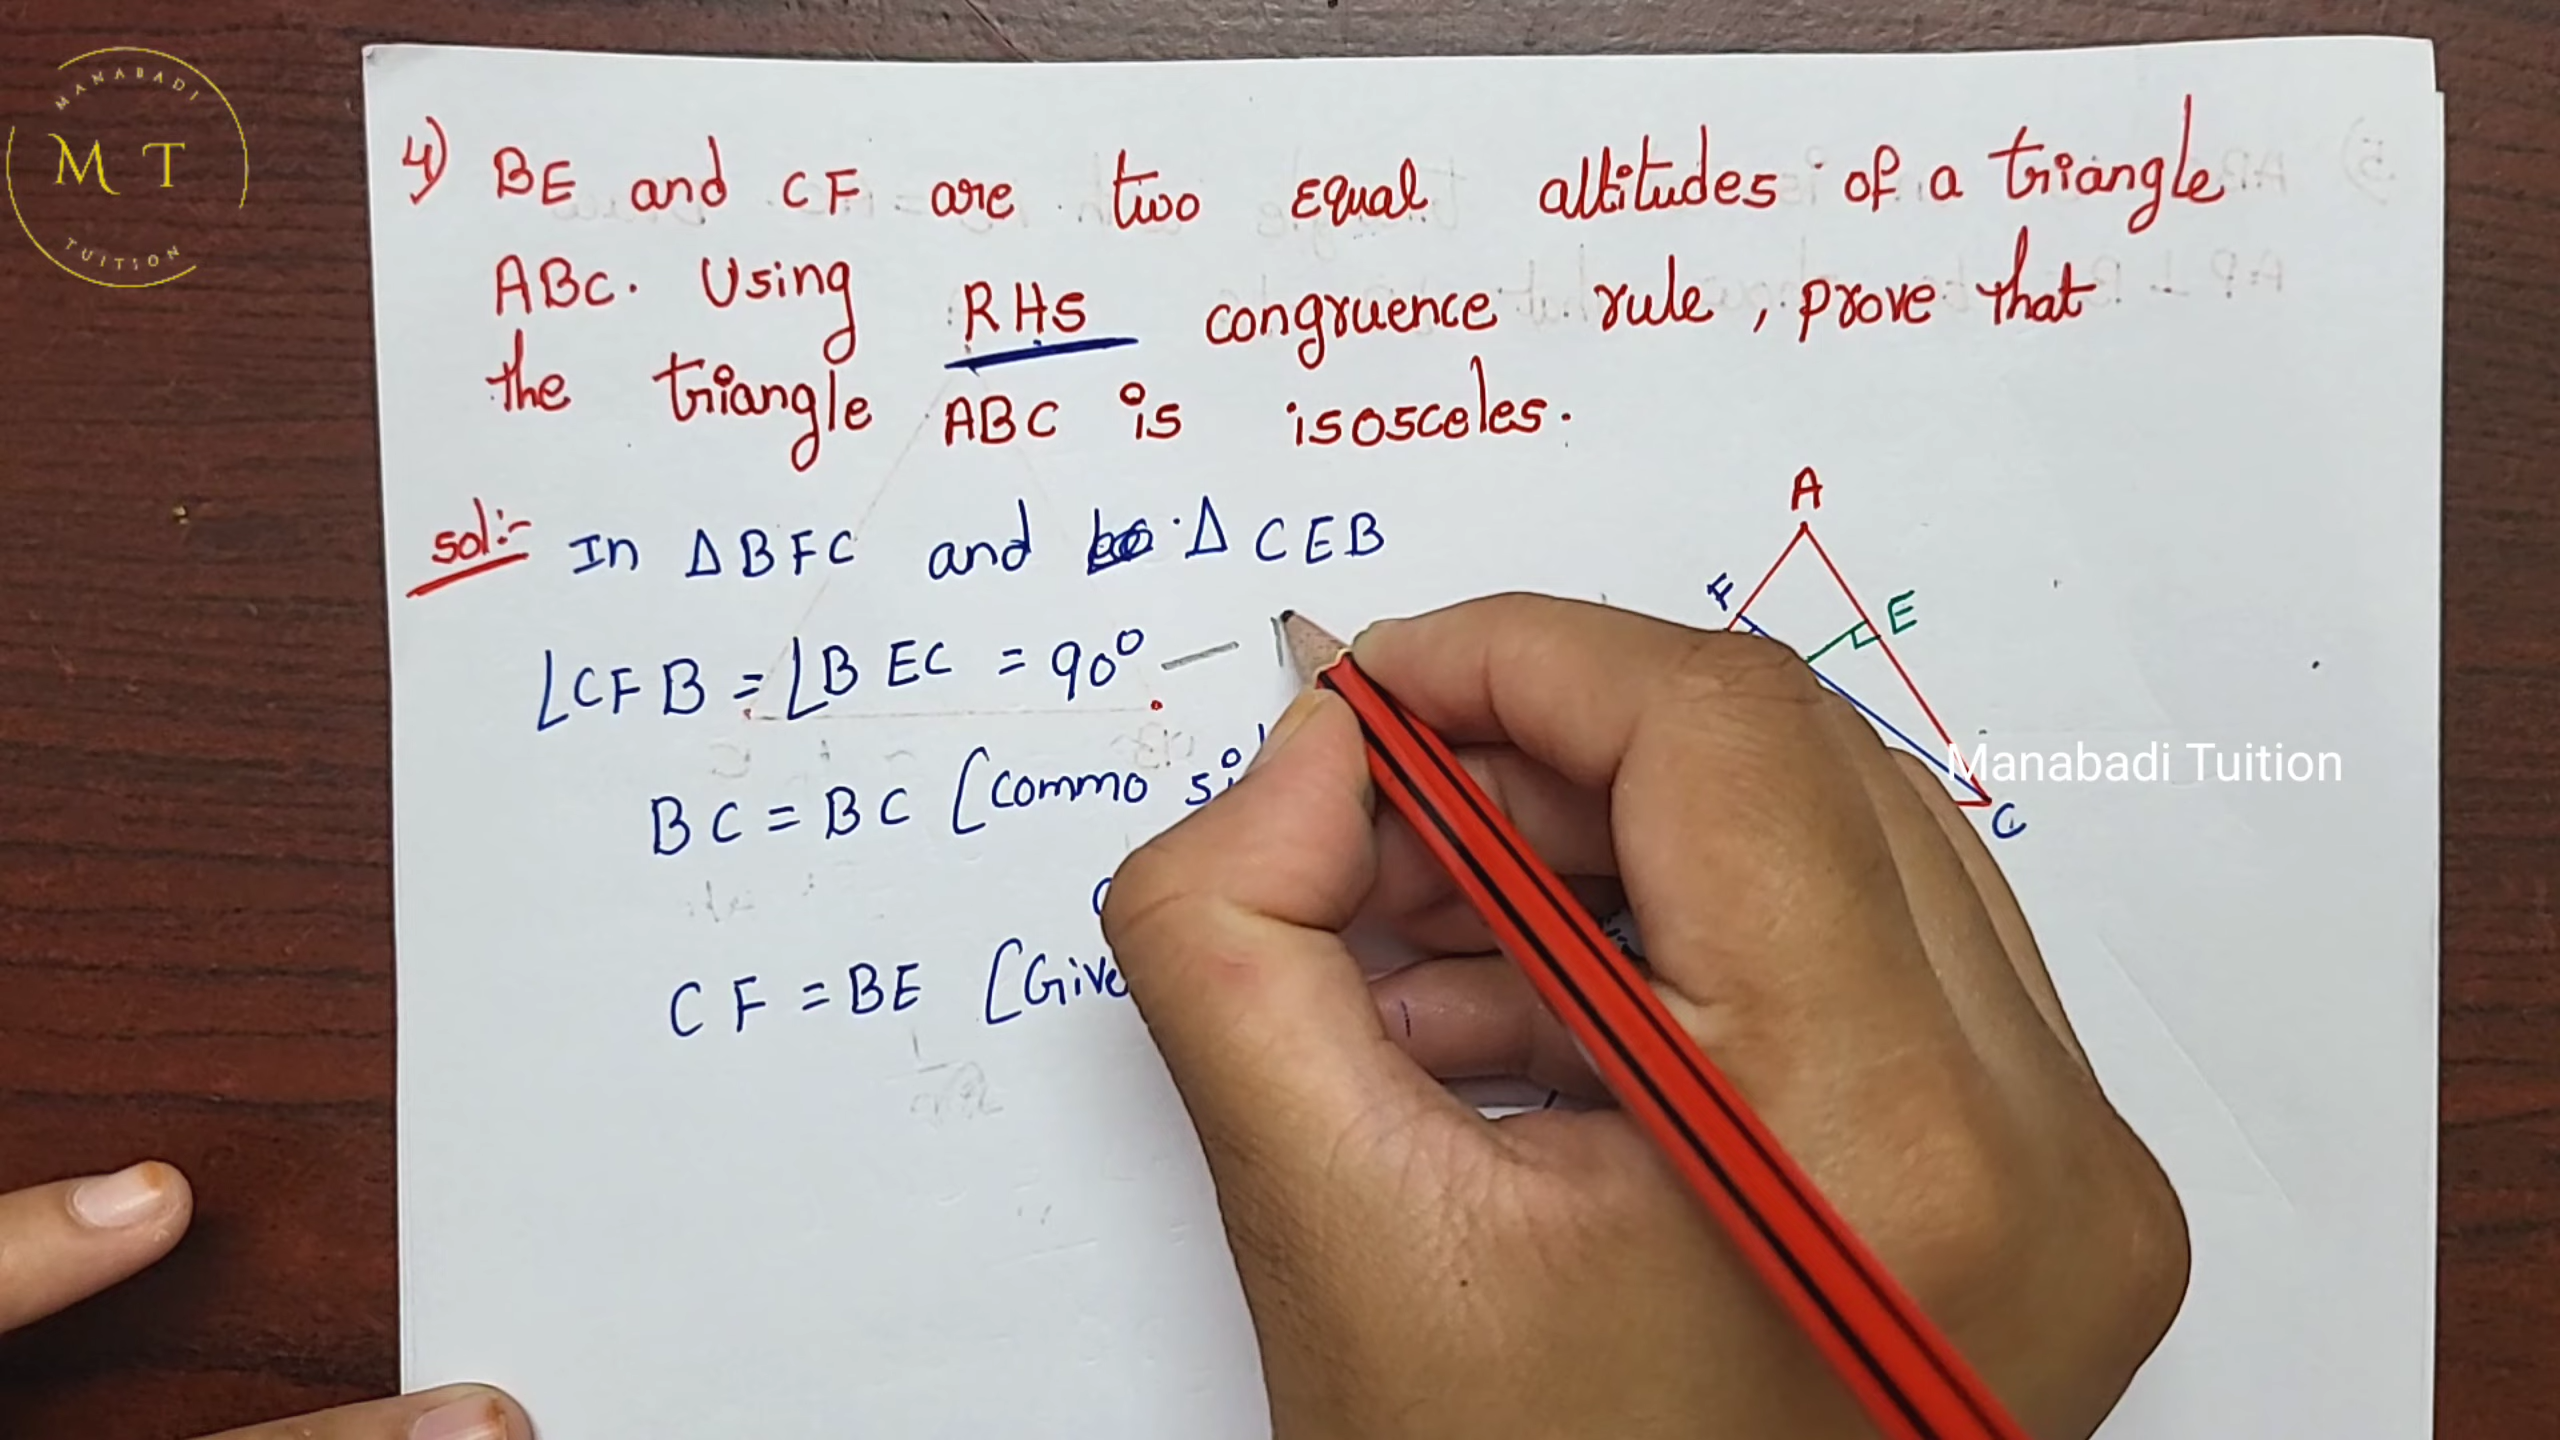 MANABADI
MT
TUITION
4) BE and CF are two equal altitudes of a triangle
ABC. Using RHS congruence rule, prove that
the triangle ABC is isosceles.
sol:- In ΔBFC and Δ CEB
∠CFB = ∠BEC = 90° —
BC = BC [Commo
CF = BE [Give
A
F
E
C
Manabadi Tuition